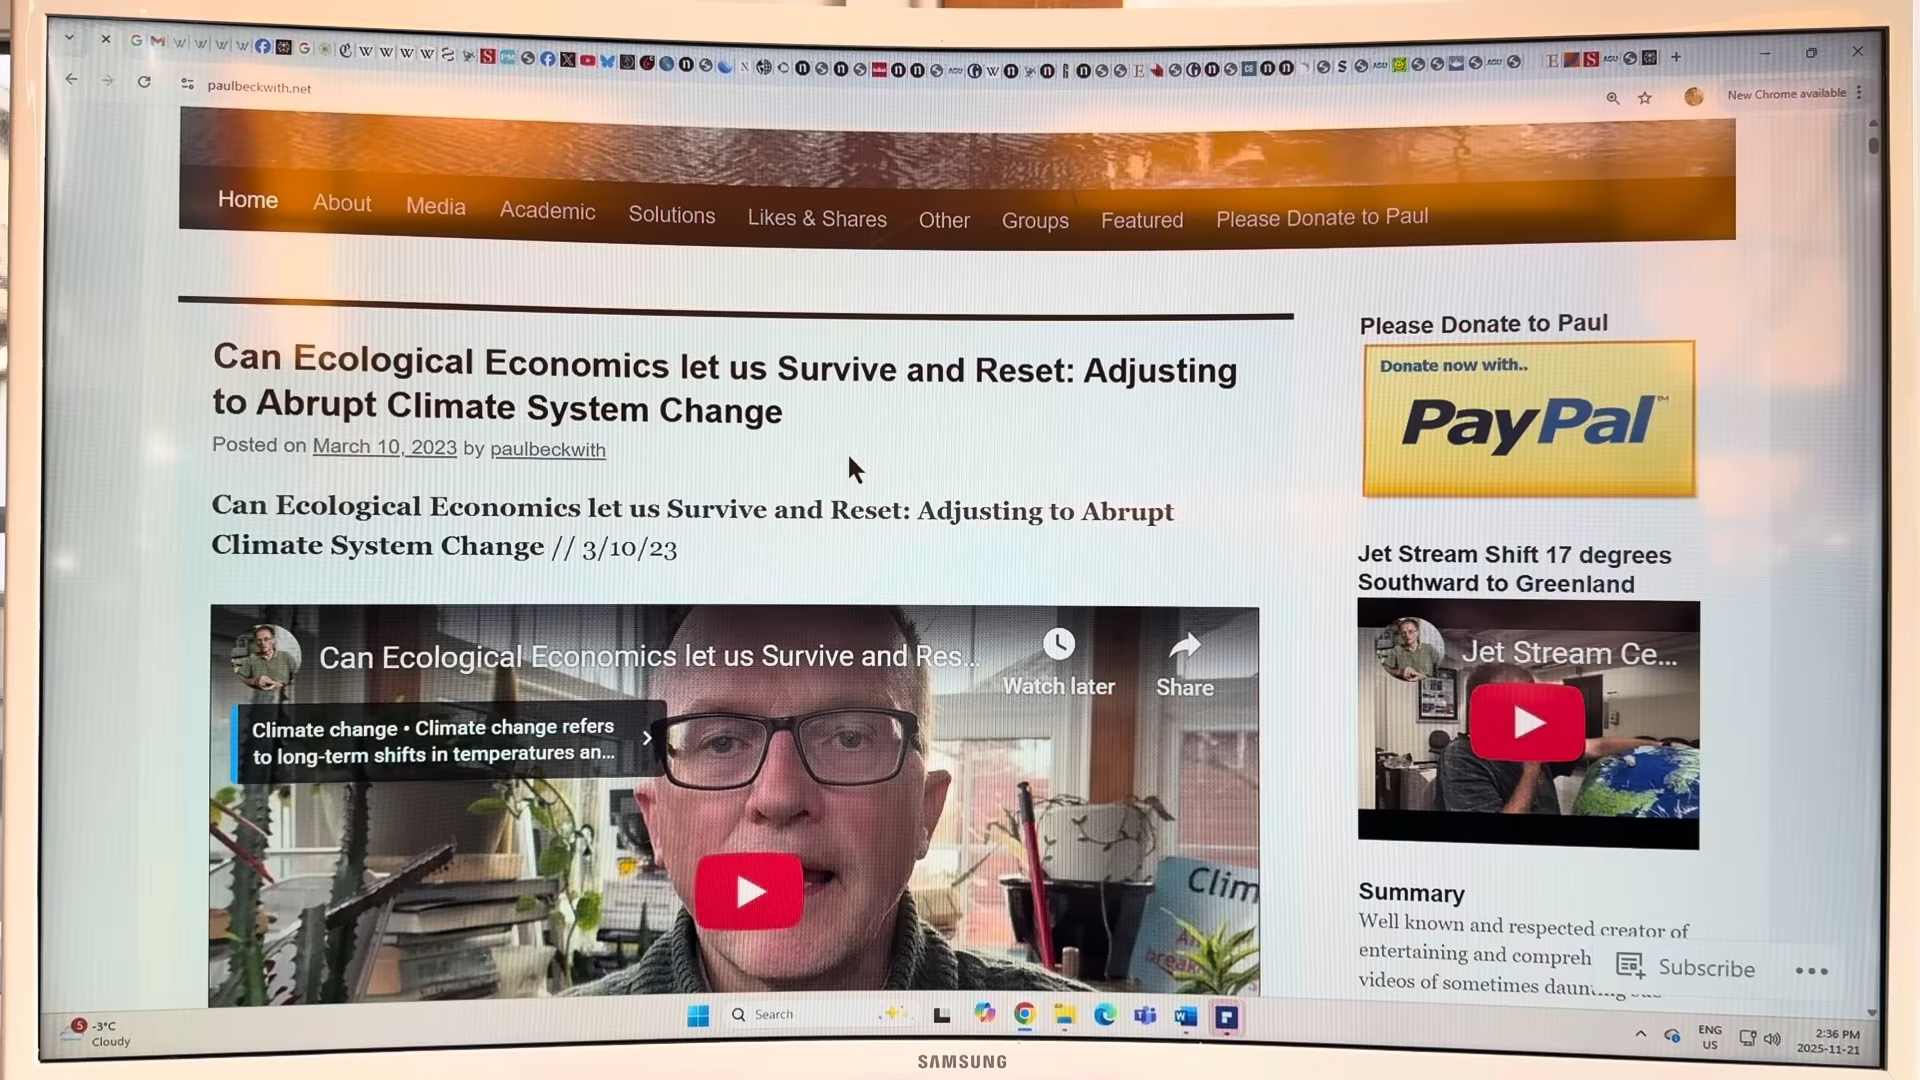 paulbeckwith.net
New Chrome available
Home About Media Academic Solutions Likes & Shares Other Groups Featured Please Donate to Paul
Can Ecological Economics let us Survive and Reset: Adjusting
to Abrupt Climate System Change
Posted on March 10, 2023 by paulbeckwith
Can Ecological Economics let us Survive and Reset: Adjusting to Abrupt
Climate System Change // 3/10/23
Can Ecological Economics let us Survive and Res...
Watch later
Share
Climate change • Climate change refers
to long-term shifts in temperatures an...
Clim
Please Donate to Paul
Donate now with..
PayPal™
Jet Stream Shift 17 degrees
Southward to Greenland
Jet Stream Ce...
Summary
Well known and respected creator of
entertaining and compreh
videos of sometimes
Subscribe
5
-3°C
Cloudy
Search
ENG
US
2:36 PM
2025-11-21
SAMSUNG